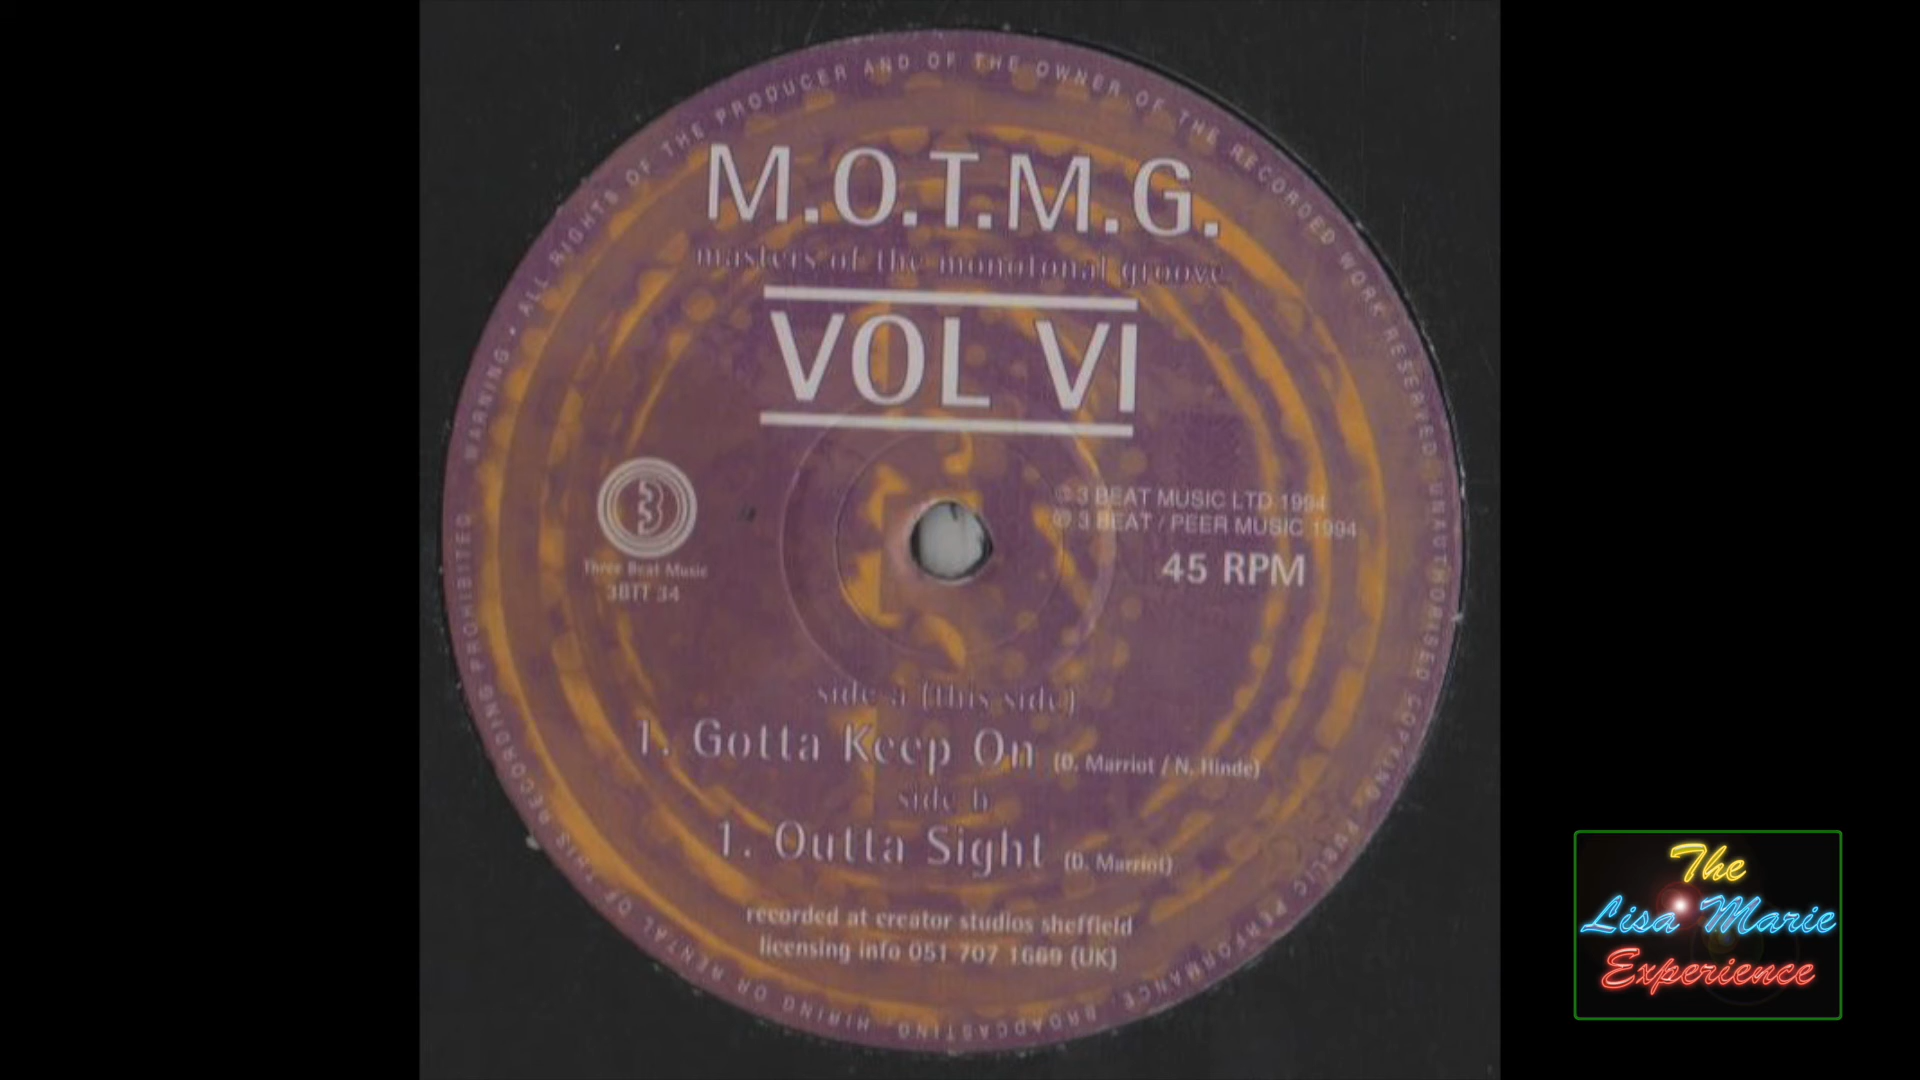 WARNING • ALL RIGHTS OF THE PRODUCER AND OF THE OWNER OF THE RECORDED WORK RESERVED. UNAUTHORISED COPYING, PUBLIC PERFORMANCE, BROADCASTING, HIRING OR RENTAL OF THIS RECORDING PROHIBITED
M.O.T.M.G.
masters of the monotonal groove
VOL VI
3
Three Beat Music
3BTT 34
© 3 BEAT MUSIC LTD 1994
℗ 3 BEAT / PEER MUSIC 1994
45 RPM
side a (this side)
1. Gotta Keep On (D. Marriot / N. Hinde)
side b
1. Outta Sight (D. Marriot)
recorded at creator studios sheffield
licensing info 051 707 1669 (UK)
The
Lisa Marie
Experience